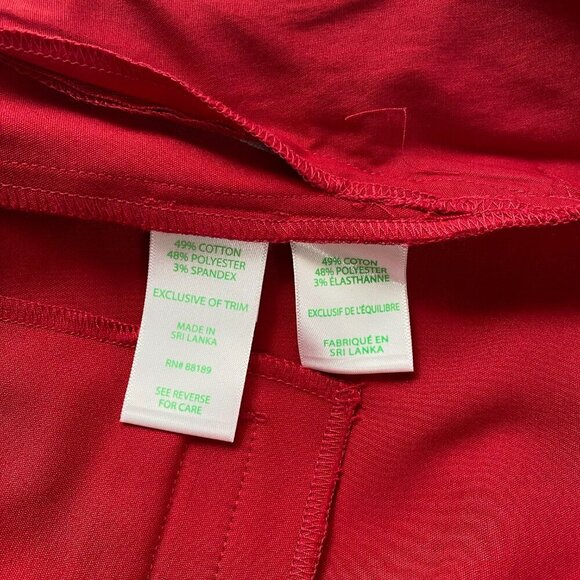 49% COTTON
48% POLYESTER
3% SPANDEX
EXCLUSIVE OF TRIM
MADE IN
SRI LANKA
RN# 88189
SEE REVERSE
FOR CARE
49% COTON
48% POLYESTER
3% ÉLASTHANNE
EXCLUSIF DE L'ÉQUILIBRE
FABRIQUÉ EN
SRI LANKA